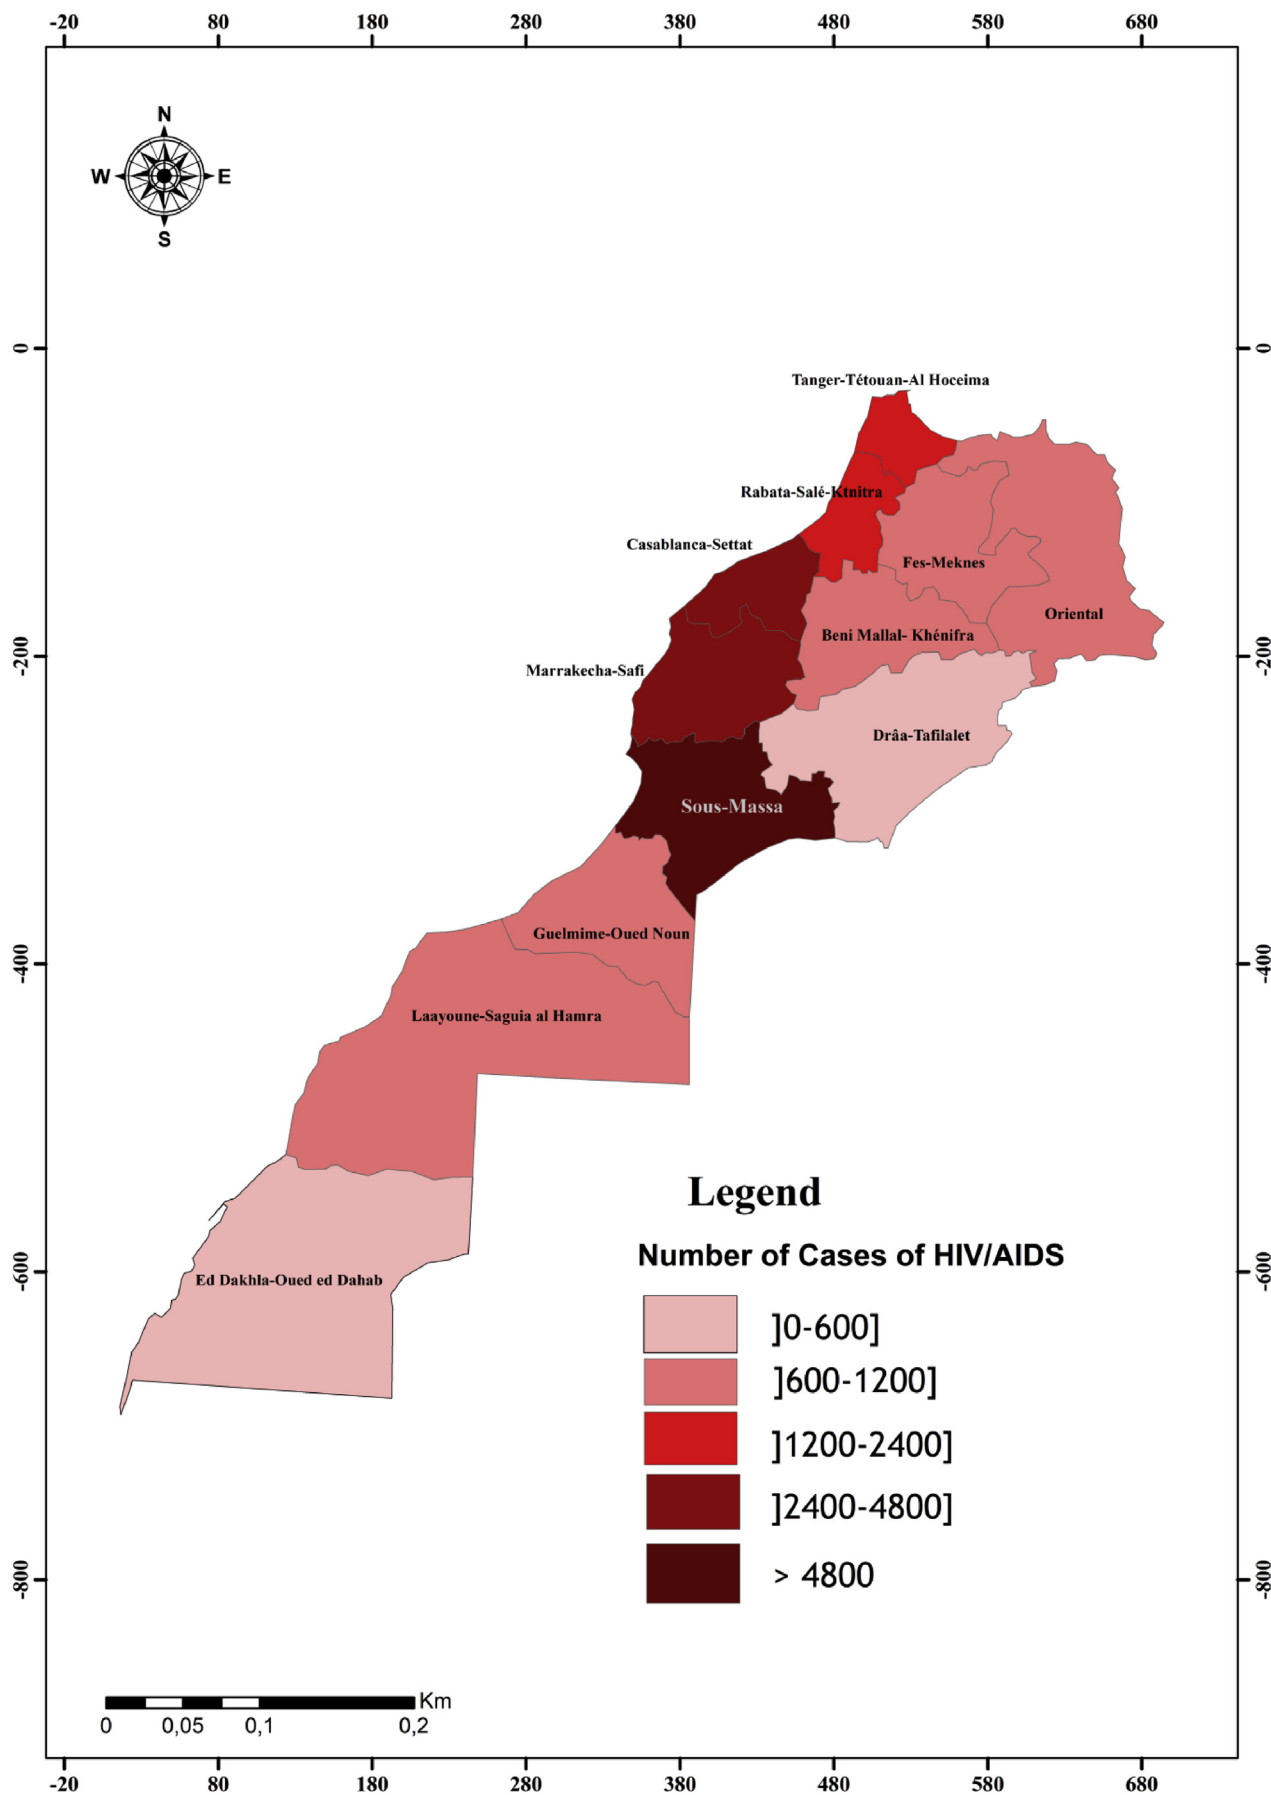 -20 80 180 280 380 480 580 680
N
W E
S
0 0
Tanger-Tétouan-Al Hoceima
Rabata-Salé-Ktnitra
Casablanca-Settat
Fes-Meknes
Oriental
Beni Mallal- Khénifra
-200 -200
Marrakecha-Safi
Drâa-Tafilalet
Sous-Massa
Guelmime-Oued Noun
-400 -400
Laayoune-Saguia al Hamra
Legend
Number of Cases of HIV/AIDS
-600 -600
Ed Dakhla-Oued ed Dahab
]0-600]
]600-1200]
]1200-2400]
]2400-4800]
> 4800
-800 -800
Km
0 0,05 0,1 0,2
-20 80 180 280 380 480 580 680